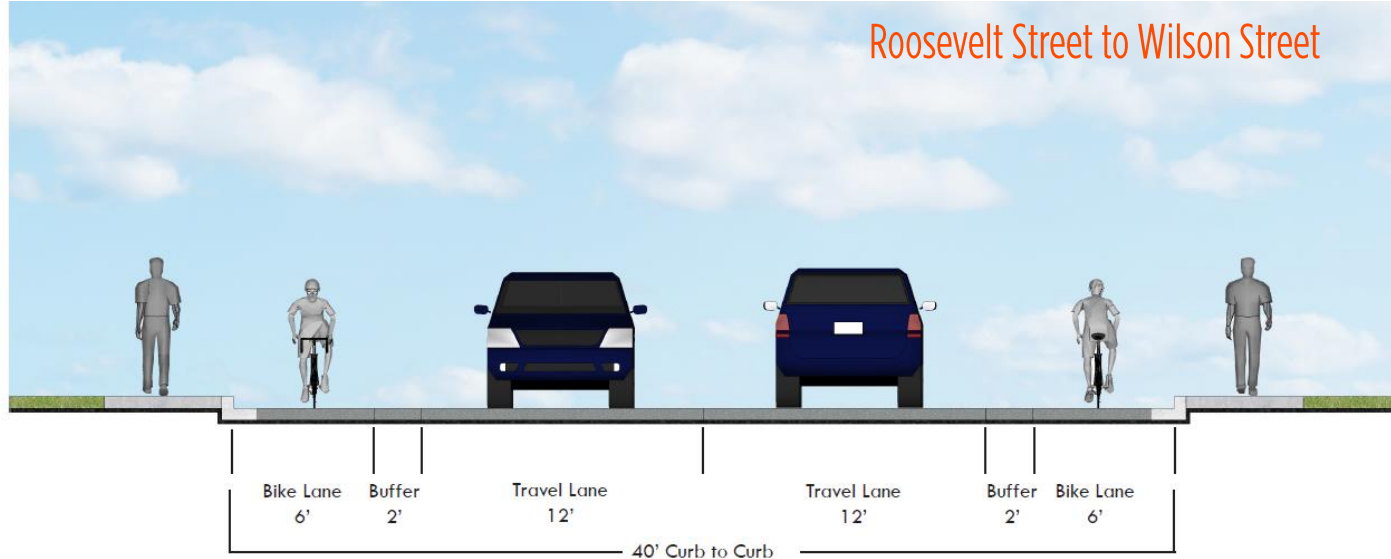 Roosevelt Street to Wilson Street
Bike Lane Buffer Travel Lane Travel Lane Buffer Bike Lane
6’ 2’ 12’ 12’ 2’ 6’
40’ Curb to Curb